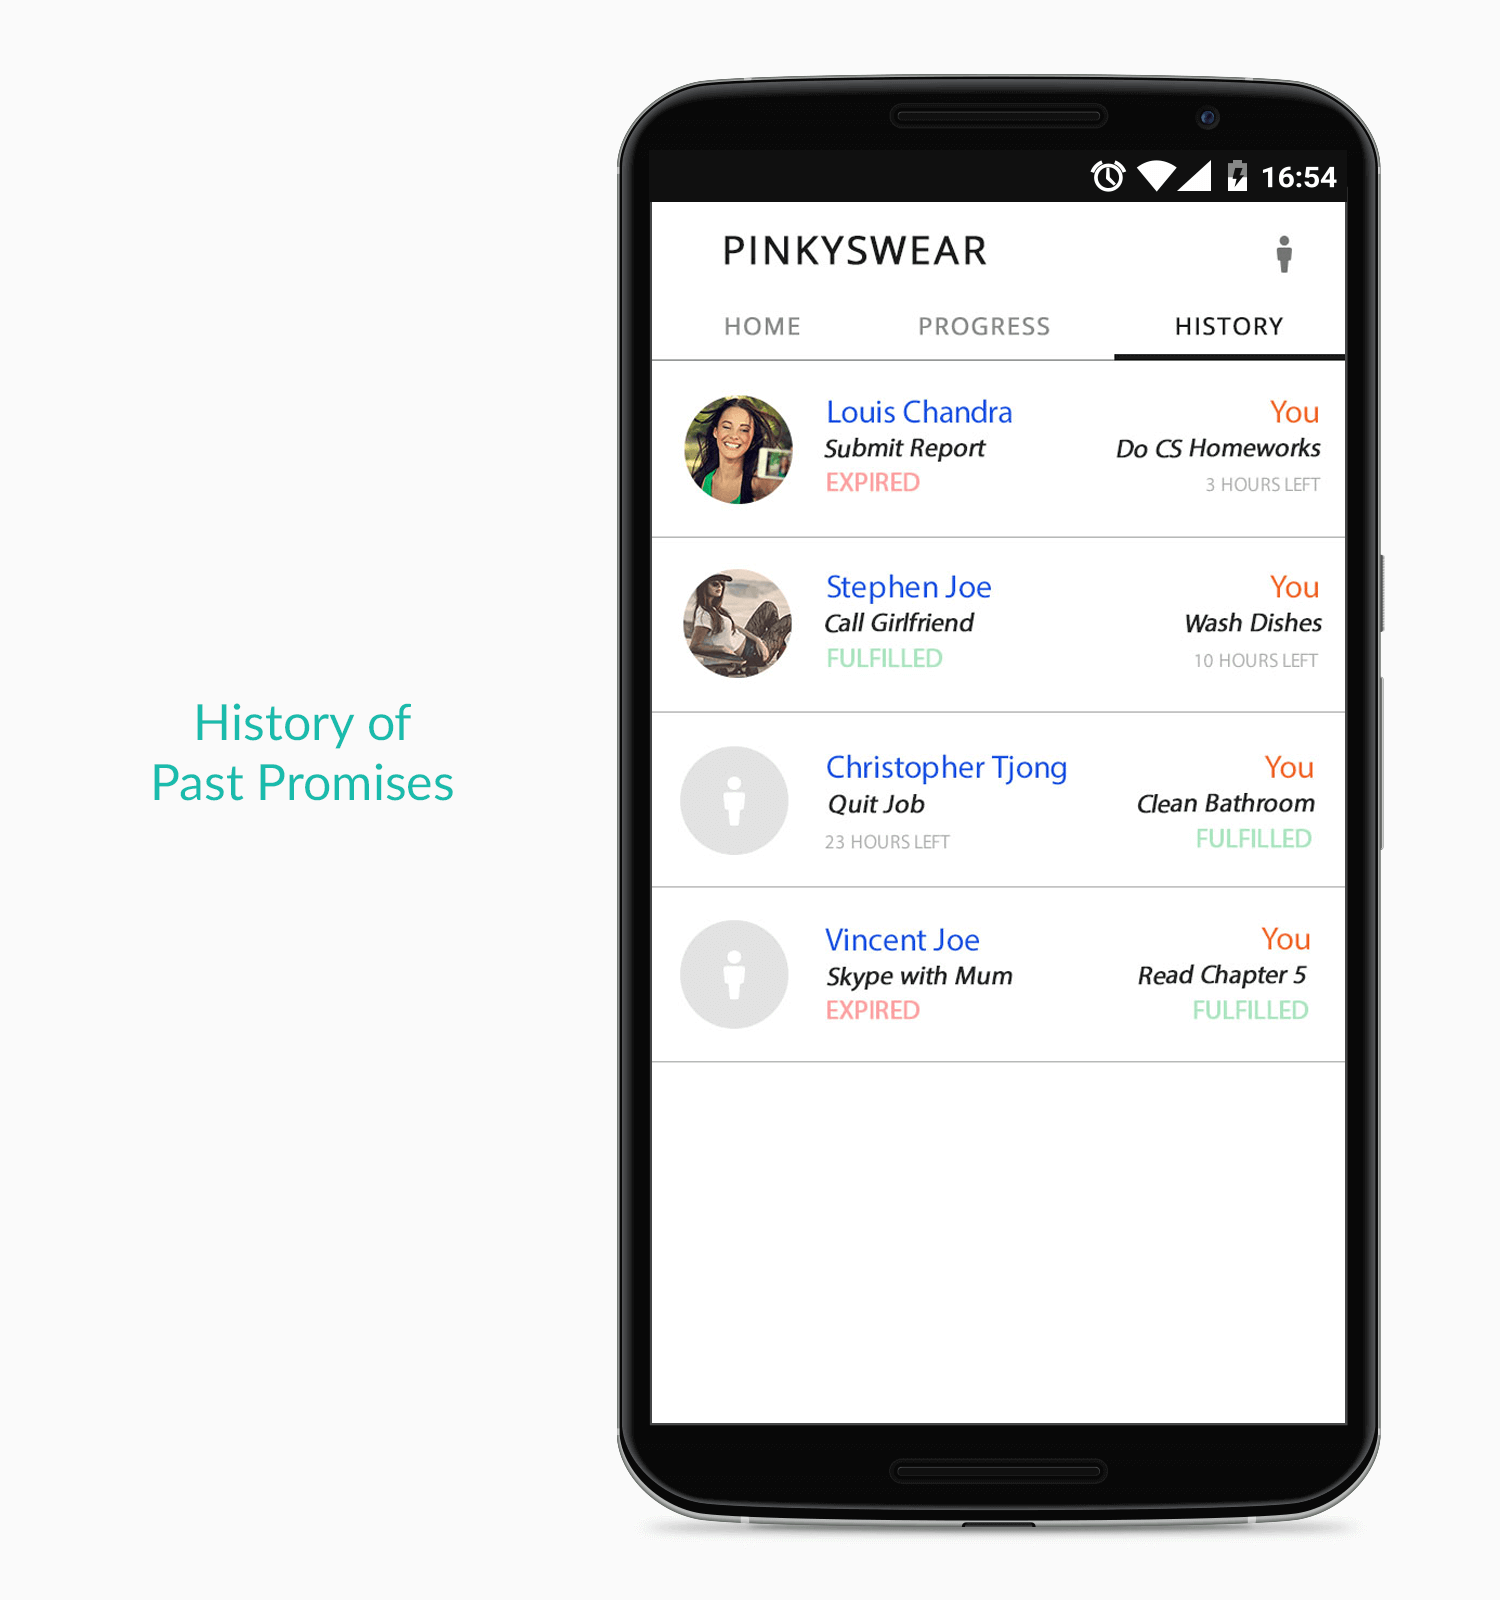 History of
Past Promises
16:54
PINKYSWEAR
HOME PROGRESS HISTORY
Louis Chandra You
Submit Report Do CS Homeworks
EXPIRED 3 HOURS LEFT
Stephen Joe You
Call Girlfriend Wash Dishes
FULFILLED 10 HOURS LEFT
Christopher Tjong You
Quit Job Clean Bathroom
23 HOURS LEFT FULFILLED
Vincent Joe You
Skype with Mum Read Chapter 5
EXPIRED FULFILLED